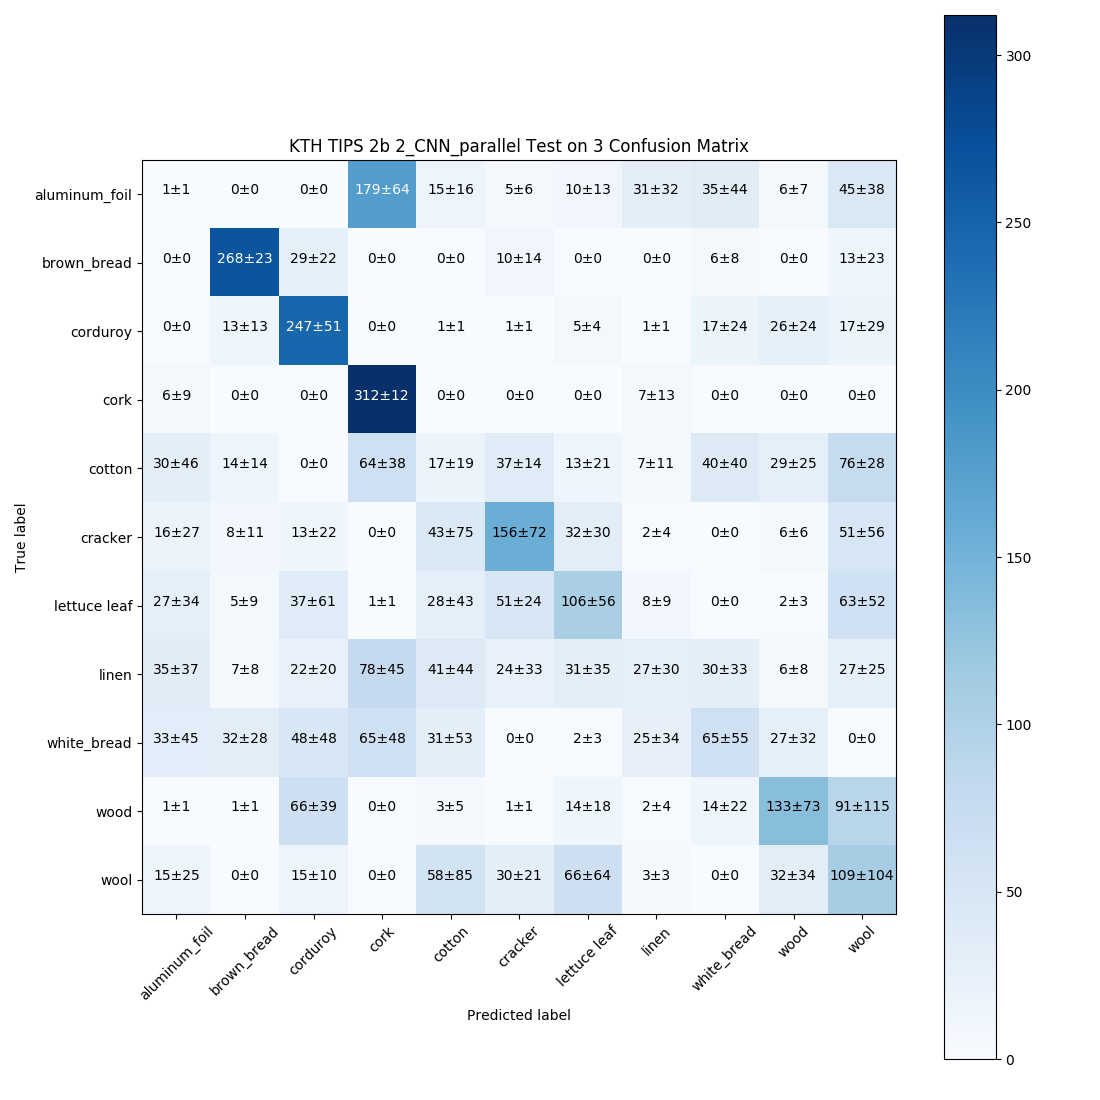 KTH TIPS 2b 2_CNN_parallel Test on 3 Confusion Matrix
aluminum_foil 1±1 0±0 0±0 179±64 15±16 5±6 10±13 31±32 35±44 6±7 45±38
brown_bread 0±0 268±23 29±22 0±0 0±0 10±14 0±0 0±0 6±8 0±0 13±23
corduroy 0±0 13±13 247±51 0±0 1±1 1±1 5±4 1±1 17±24 26±24 17±29
cork 6±9 0±0 0±0 312±12 0±0 0±0 0±0 7±13 0±0 0±0 0±0
cotton 30±46 14±14 0±0 64±38 17±19 37±14 13±21 7±11 40±40 29±25 76±28
cracker 16±27 8±11 13±22 0±0 43±75 156±72 32±30 2±4 0±0 6±6 51±56
lettuce leaf 27±34 5±9 37±61 1±1 28±43 51±24 106±56 8±9 0±0 2±3 63±52
linen 35±37 7±8 22±20 78±45 41±44 24±33 31±35 27±30 30±33 6±8 27±25
white_bread 33±45 32±28 48±48 65±48 31±53 0±0 2±3 25±34 65±55 27±32 0±0
wood 1±1 1±1 66±39 0±0 3±5 1±1 14±18 2±4 14±22 133±73 91±115
wool 15±25 0±0 15±10 0±0 58±85 30±21 66±64 3±3 0±0 32±34 109±104
aluminum_foil brown_bread corduroy cork cotton cracker lettuce leaf linen white_bread wood wool
Predicted label
True label
300
250
200
150
100
50
0